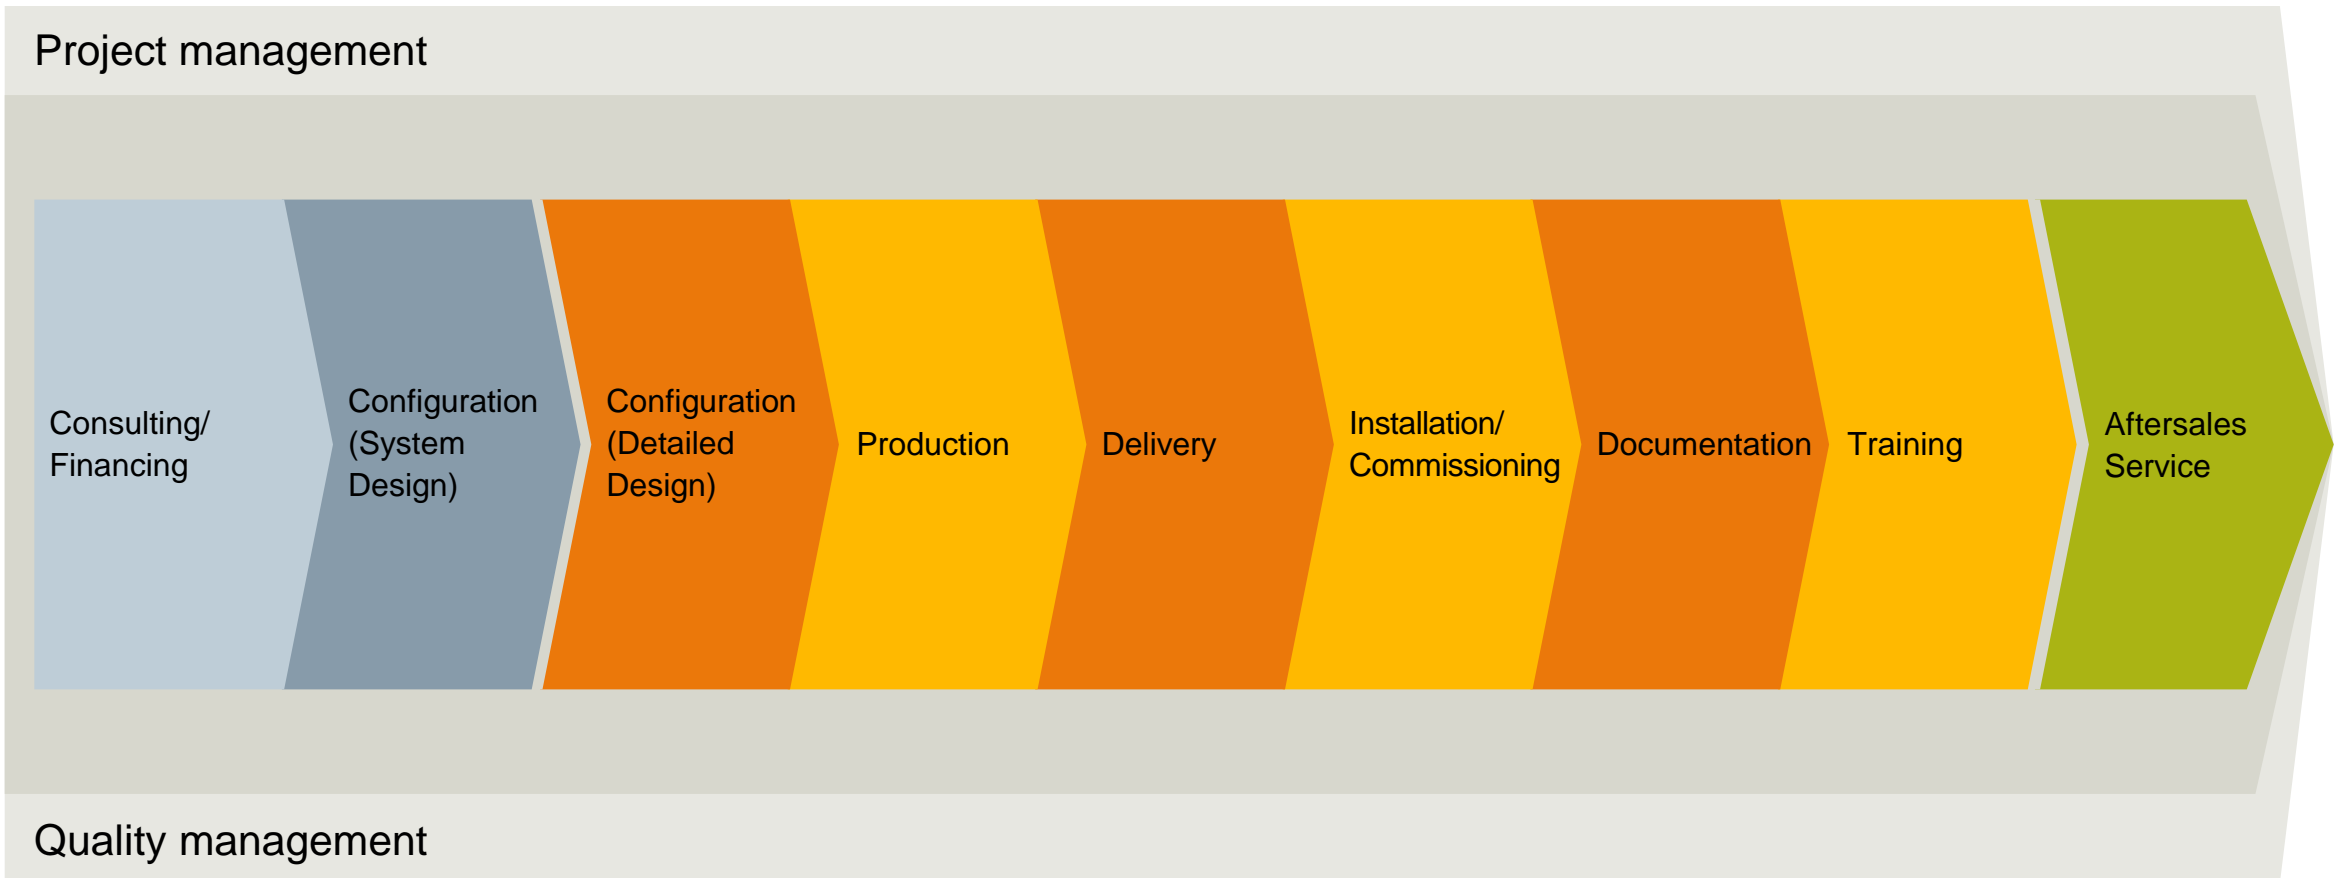 Project management
Consulting/
Financing
Configuration
(System
Design)
Configuration
(Detailed
Design)
Production
Delivery
Installation/
Commissioning
Documentation
Training
Aftersales
Service
Quality management